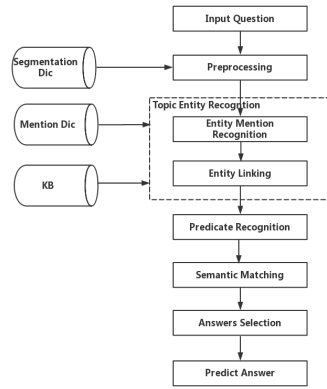 Input Question
Segmentation
Dic
Preprocessing
Topic Entity Recognition
Mention Dic
Entity Mention
Recognition
KB
Entity Linking
Predicate Recognition
Semantic Matching
Answers Selection
Predict Answer